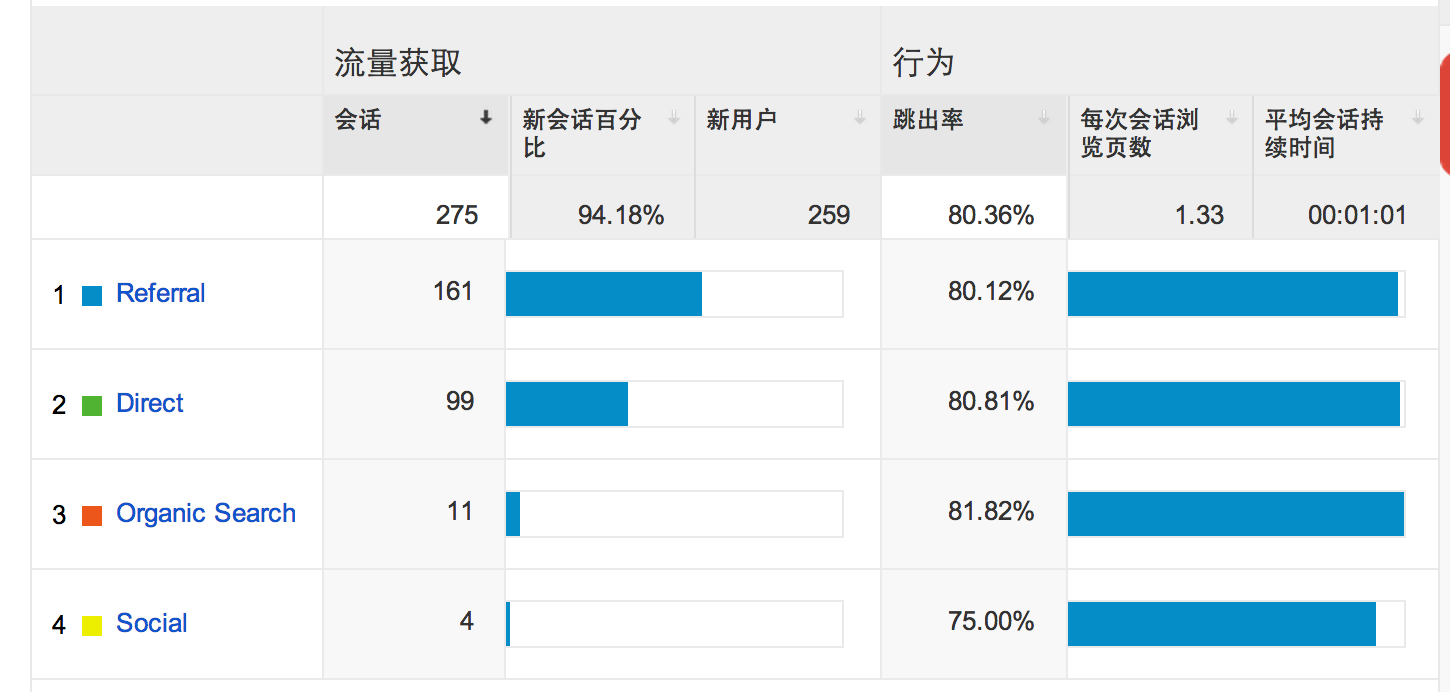 流量获取 行为
会话 新会话百分 新用户 跳出率 每次会话浏 平均会话持
比 览页数 续时间
275 94.18% 259 80.36% 1.33 00:01:01
1 Referral 161 80.12%
2 Direct 99 80.81%
3 Organic Search 11 81.82%
4 Social 4 75.00%